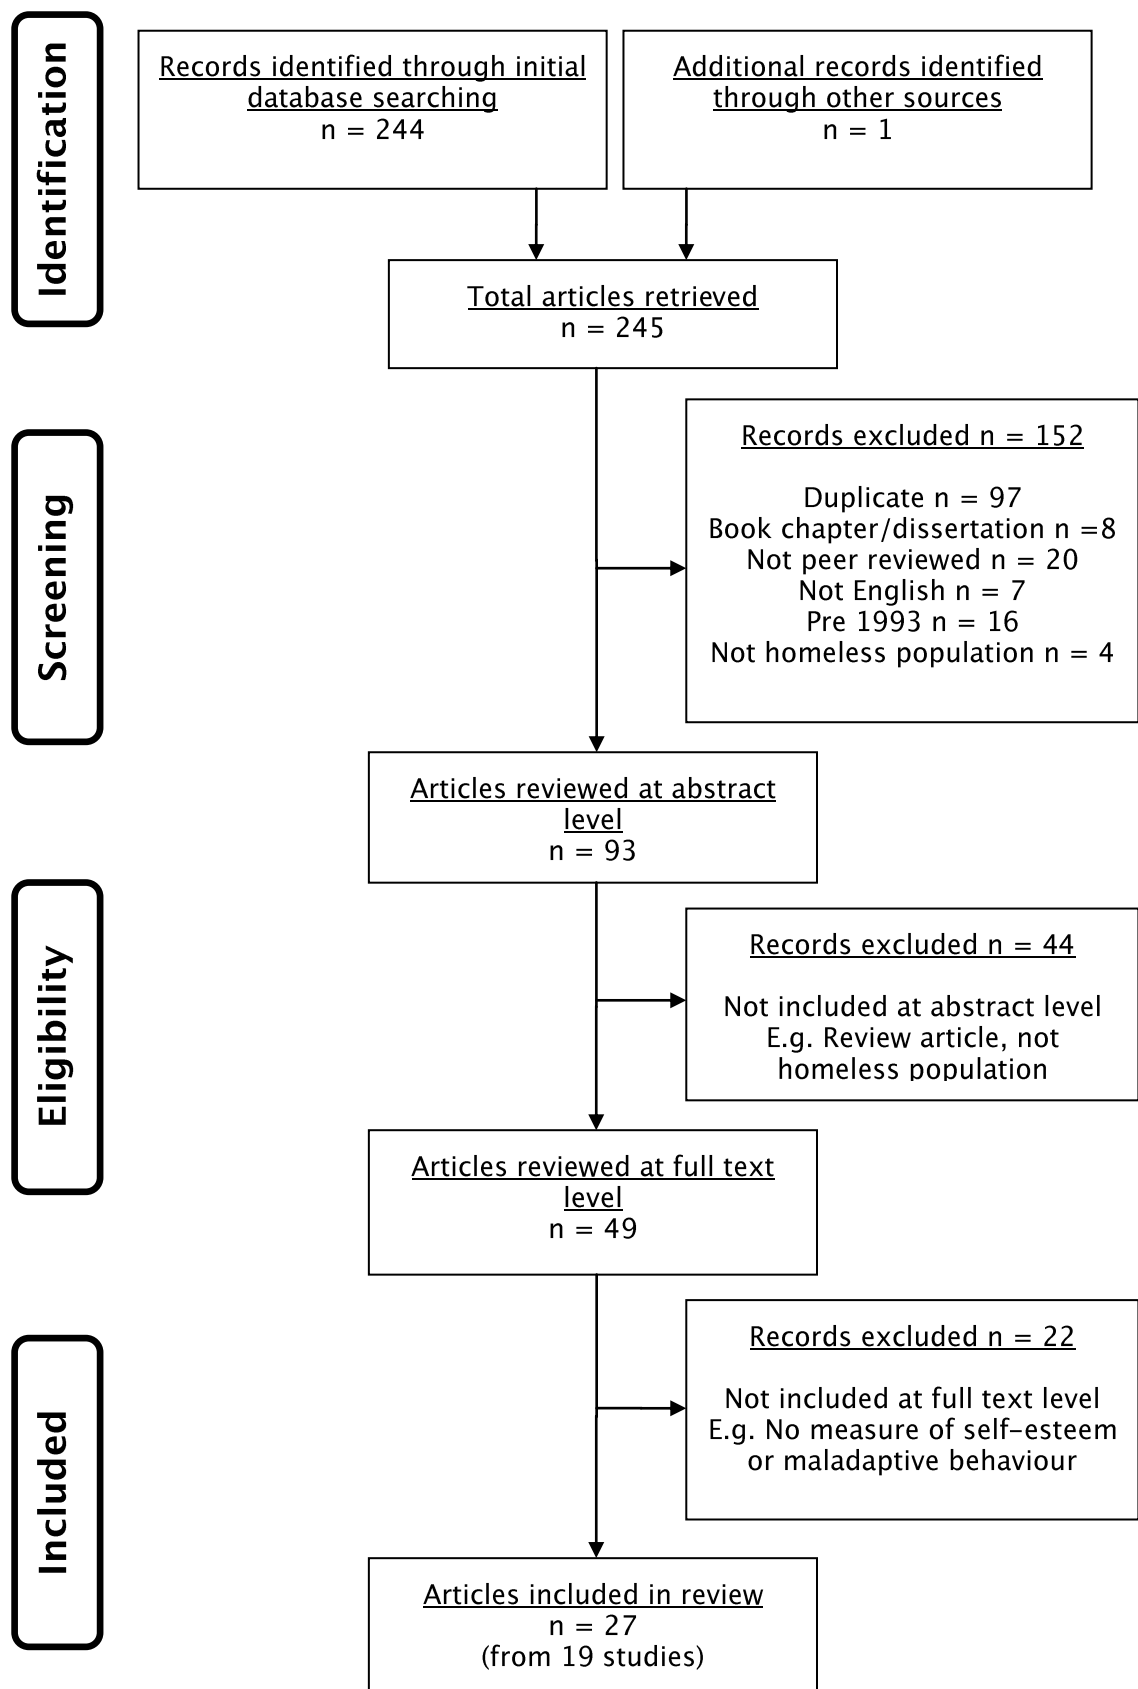 Identification
Records identified through initial
database searching
n = 244
Additional records identified
through other sources
n = 1
Total articles retrieved
n = 245
Screening
Records excluded n = 152
Duplicate n = 97
Book chapter/dissertation n =8
Not peer reviewed n = 20
Not English n = 7
Pre 1993 n = 16
Not homeless population n = 4
Articles reviewed at abstract
level
n = 93
Eligibility
Records excluded n = 44
Not included at abstract level
E.g. Review article, not
homeless population
Articles reviewed at full text
level
n = 49
Included
Records excluded n = 22
Not included at full text level
E.g. No measure of self-esteem
or maladaptive behaviour
Articles included in review
n = 27
(from 19 studies)